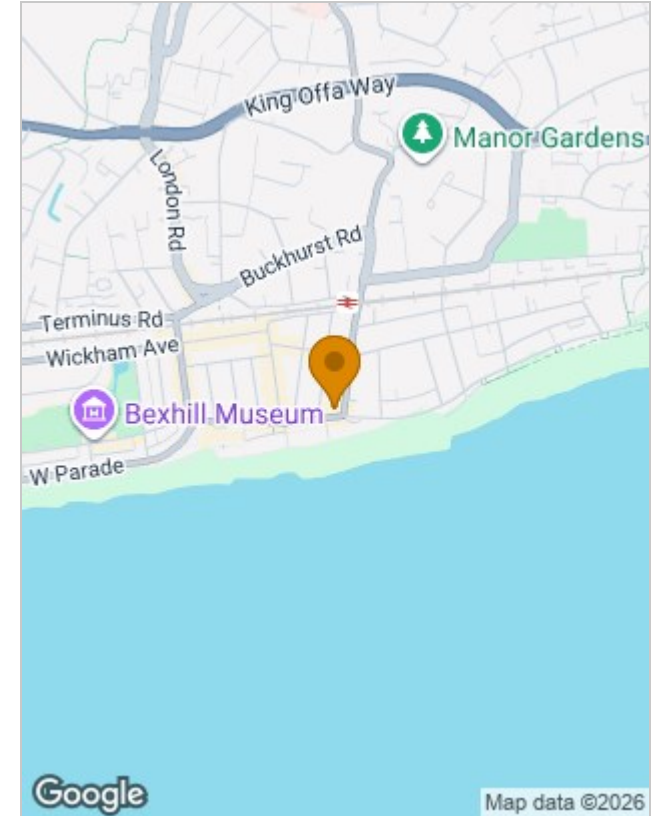 King Offa Way
Manor Gardens
London Rd
Buckhurst Rd
Terminus Rd
Wickham Ave
Bexhill Museum
W Parade
Google
Map data ©2026